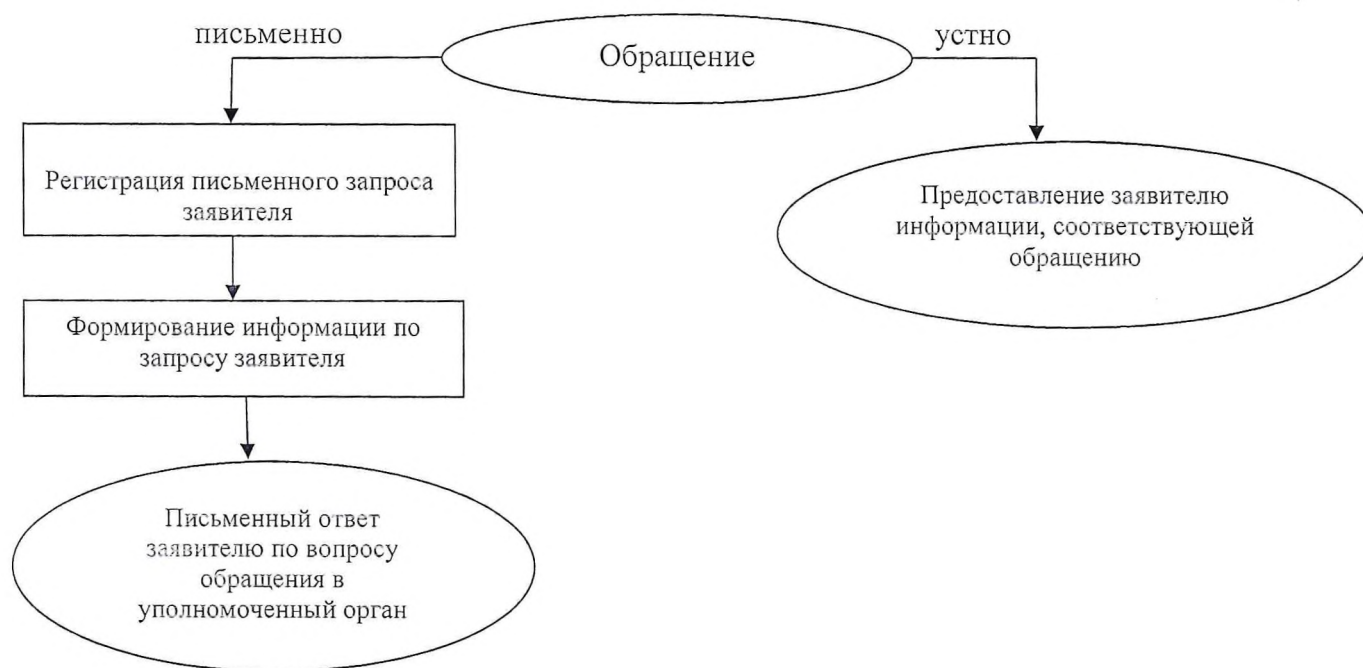 письменно
Обращение
устно
Регистрация письменного запроса
заявителя
Предоставление заявителю
информации, соответствующей
обращению
Формирование информации по
запросу заявителя
Письменный ответ
заявителю по вопросу
обращения в
уполномоченный орган